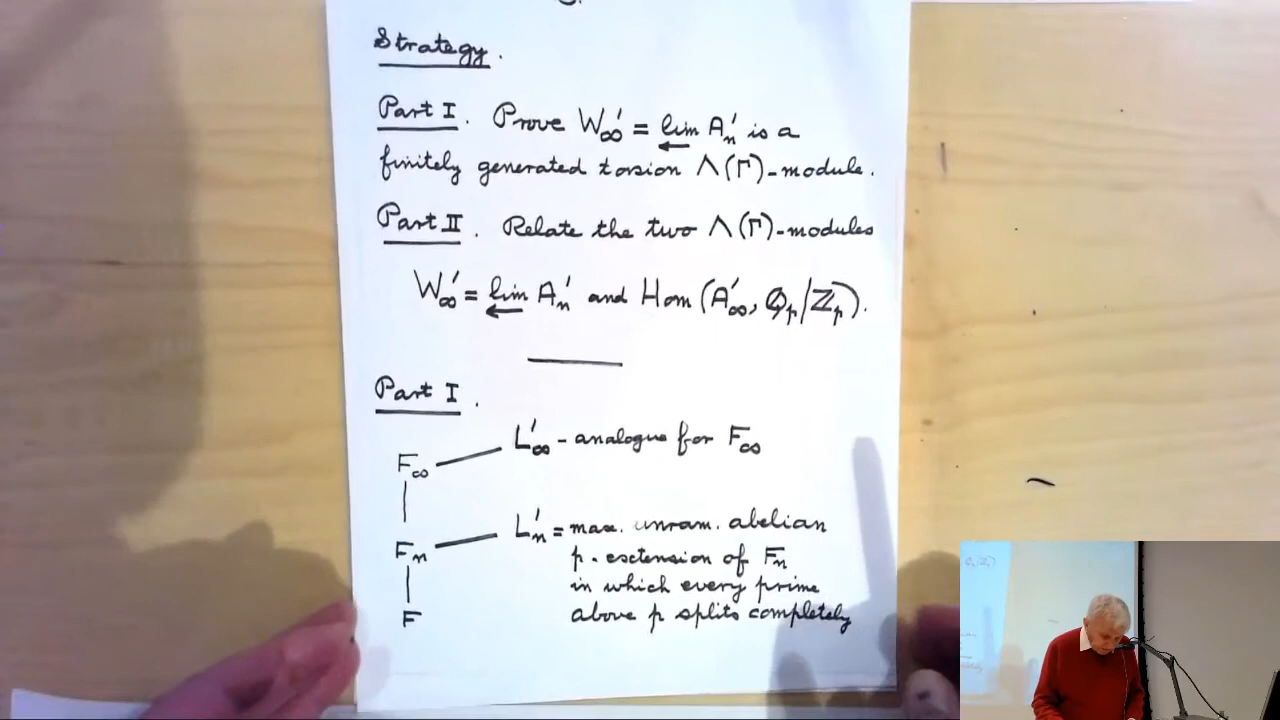 Strategy.
Part I. Prove W'∞ = lim← A'n is a
finitely generated torsion Λ(Γ)-module.
Part II. Relate the two Λ(Γ)-modules
W'∞ = lim← A'n and Hom (A'∞, Qp/Zp).
Part I.
L'∞ - analogue for F∞
F∞
L'n = max. unram. abelian
Fn
p-extension of Fn
in which every prime
F
above p splits completely